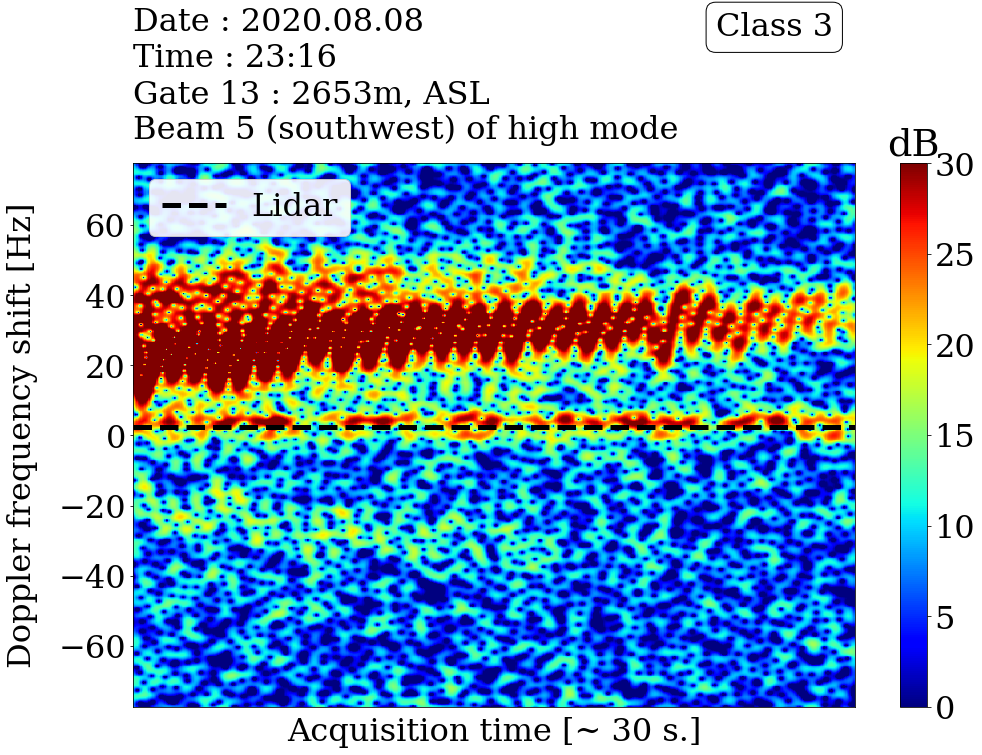 Date : 2020.08.08
Time : 23:16
Gate 13 : 2653m, ASL
Beam 5 (southwest) of high mode
Class 3
dB
Lidar
Doppler frequency shift [Hz]
60
40
20
0
−20
−40
−60
30
25
20
15
10
5
0
Acquisition time [~ 30 s.]